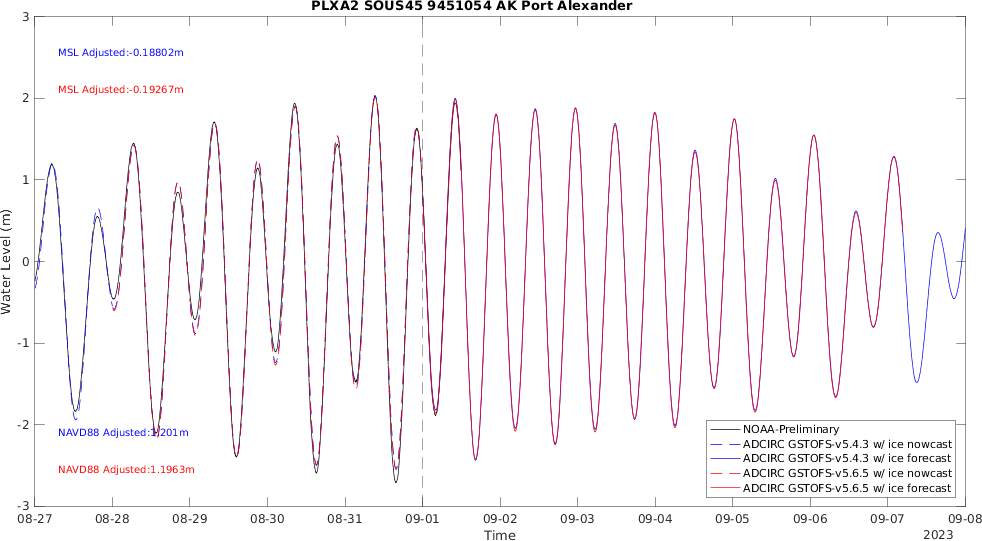 PLXA2 SOUS45 9451054 AK Port Alexander
3
2
1
0
-1
-2
-3
Water Level (m)
MSL Adjusted:-0.18802m
MSL Adjusted:-0.19267m
NAVD88 Adjusted:1.201m
NAVD88 Adjusted:1.1963m
NOAA-Preliminary
ADCIRC GSTOFS-v5.4.3 w/ ice nowcast
ADCIRC GSTOFS-v5.4.3 w/ ice forecast
ADCIRC GSTOFS-v5.6.5 w/ ice nowcast
ADCIRC GSTOFS-v5.6.5 w/ ice forecast
08-27 08-28 08-29 08-30 08-31 09-01 09-02 09-03 09-04 09-05 09-06 09-07 09-08
Time
2023